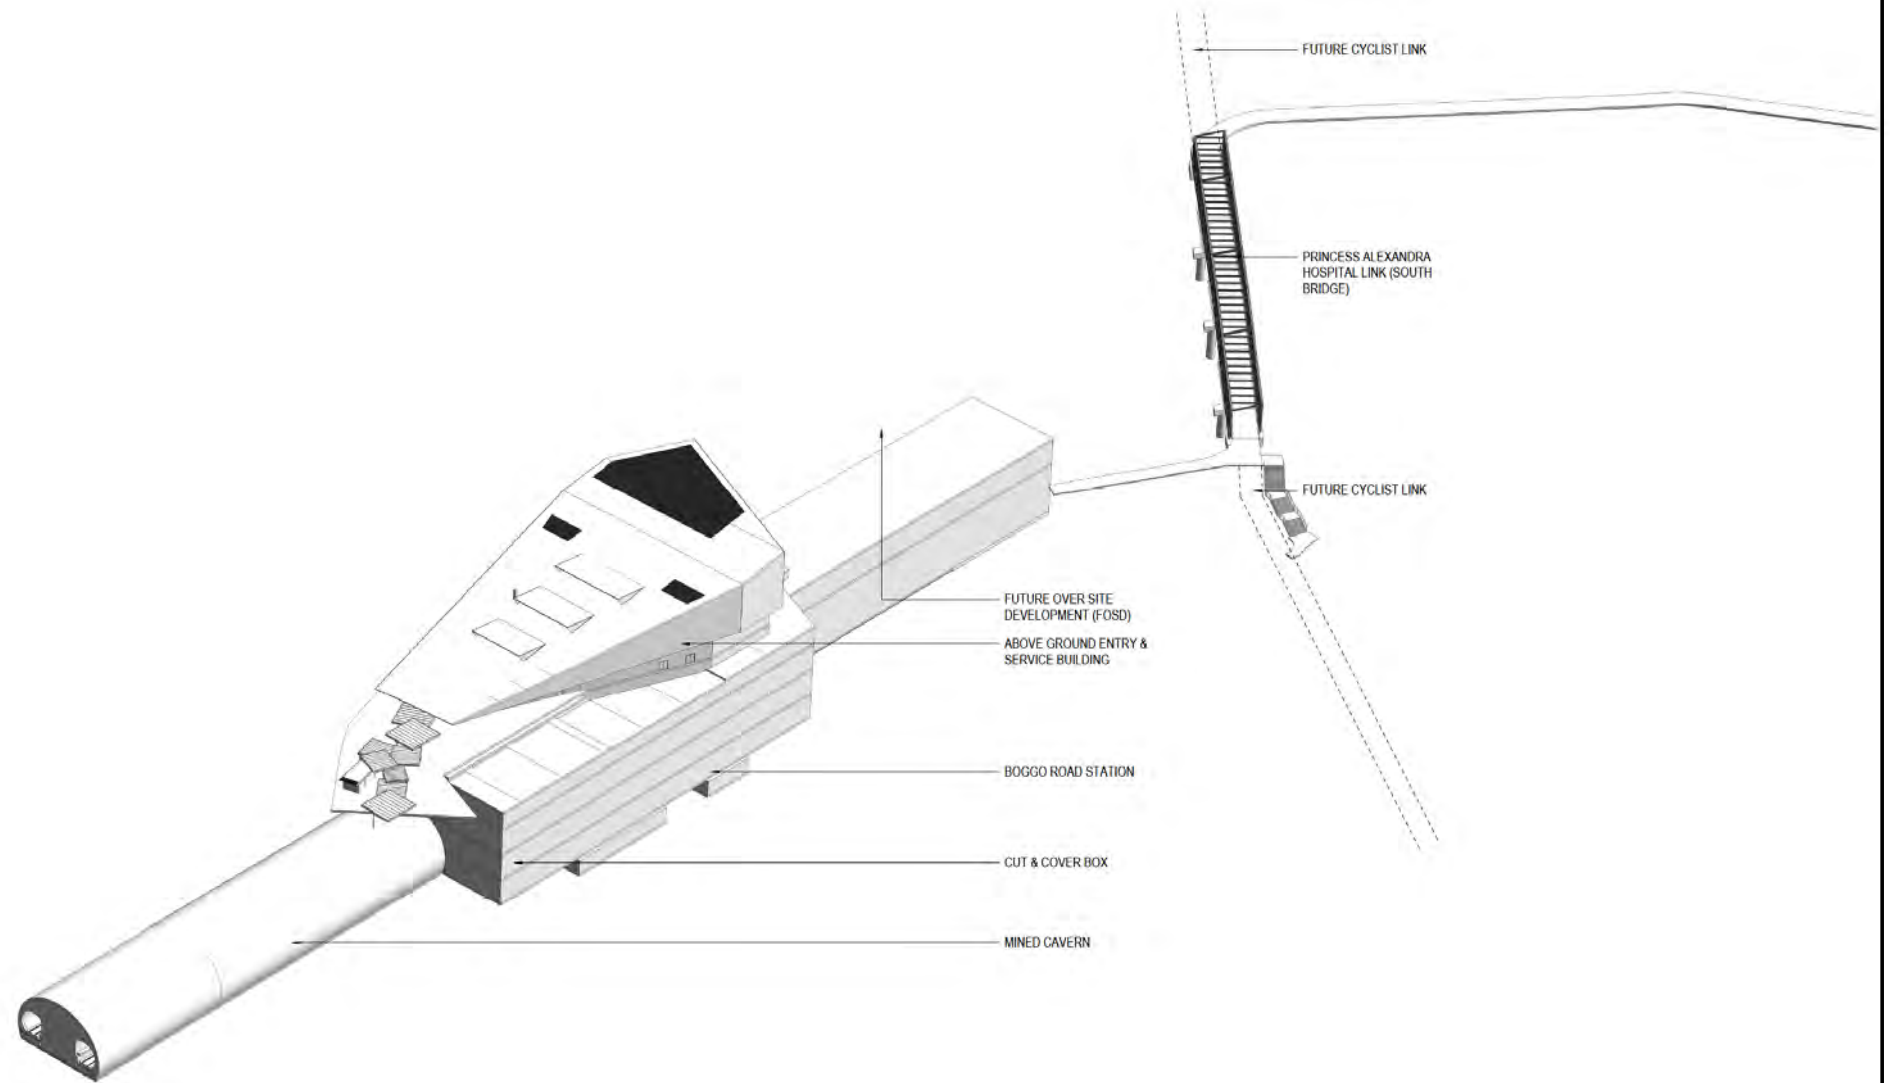 FUTURE CYCLIST LINK
PRINCESS ALEXANDRA
HOSPITAL LINK (SOUTH
BRIDGE)
FUTURE CYCLIST LINK
FUTURE OVER SITE
DEVELOPMENT (FOSD)
ABOVE GROUND ENTRY &
SERVICE BUILDING
BOGGO ROAD STATION
CUT & COVER BOX
MINED CAVERN